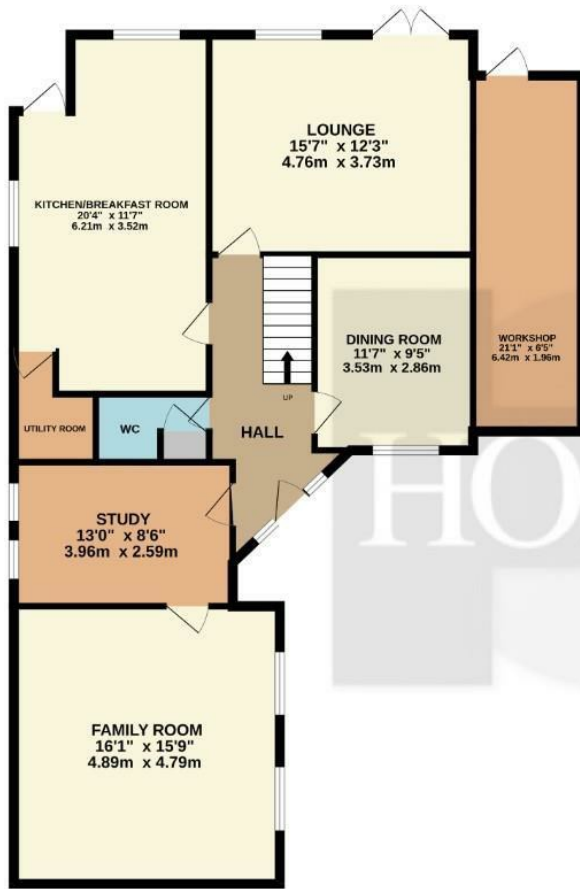 LOUNGE
15'7" x 12'3"
4.76m x 3.73m
KITCHEN/BREAKFAST ROOM
20'4" x 11'7"
6.21m x 3.52m
DINING ROOM
11'7" x 9'5"
3.53m x 2.86m
WORKSHOP
21'1" x 6'5"
6.42m x 1.96m
UP
UTILITY ROOM
WC
HALL
HO
STUDY
13'0" x 8'6"
3.96m x 2.59m
FAMILY ROOM
16'1" x 15'9"
4.89m x 4.79m